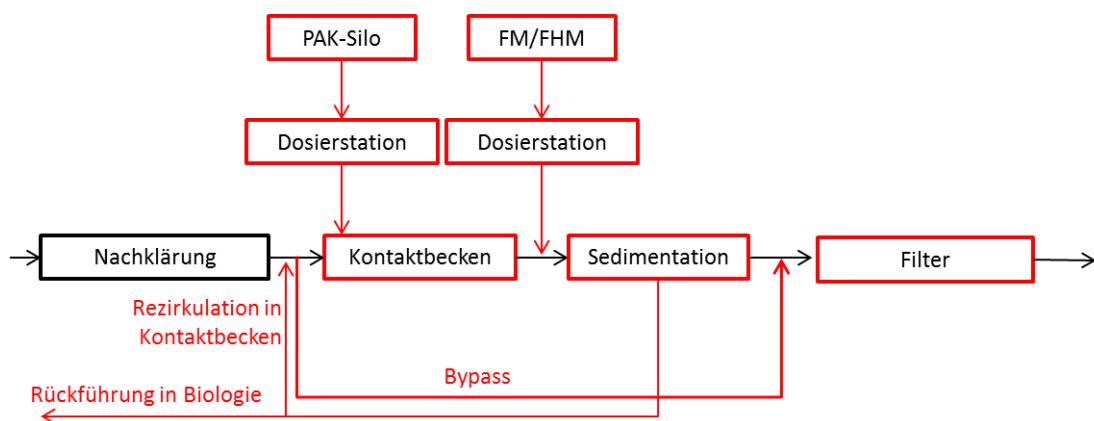 PAK-Silo
FM/FHM
Dosierstation
Dosierstation
Nachklärung
Kontaktbecken
Sedimentation
Filter
Rezirkulation in
Kontaktbecken
Bypass
Rückführung in Biologie